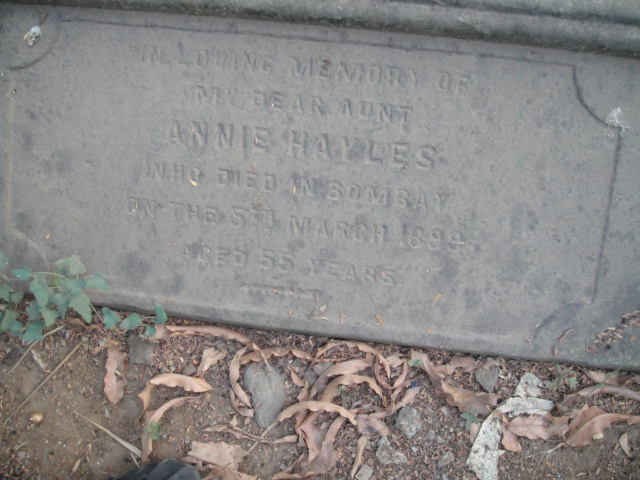 IN LOVING MEMORY OF
MY DEAR AUNT
ANNIE HAYLES
WHO DIED IN BOMBAY
ON THE 5TH MARCH 1894
AGED 55 YEARS